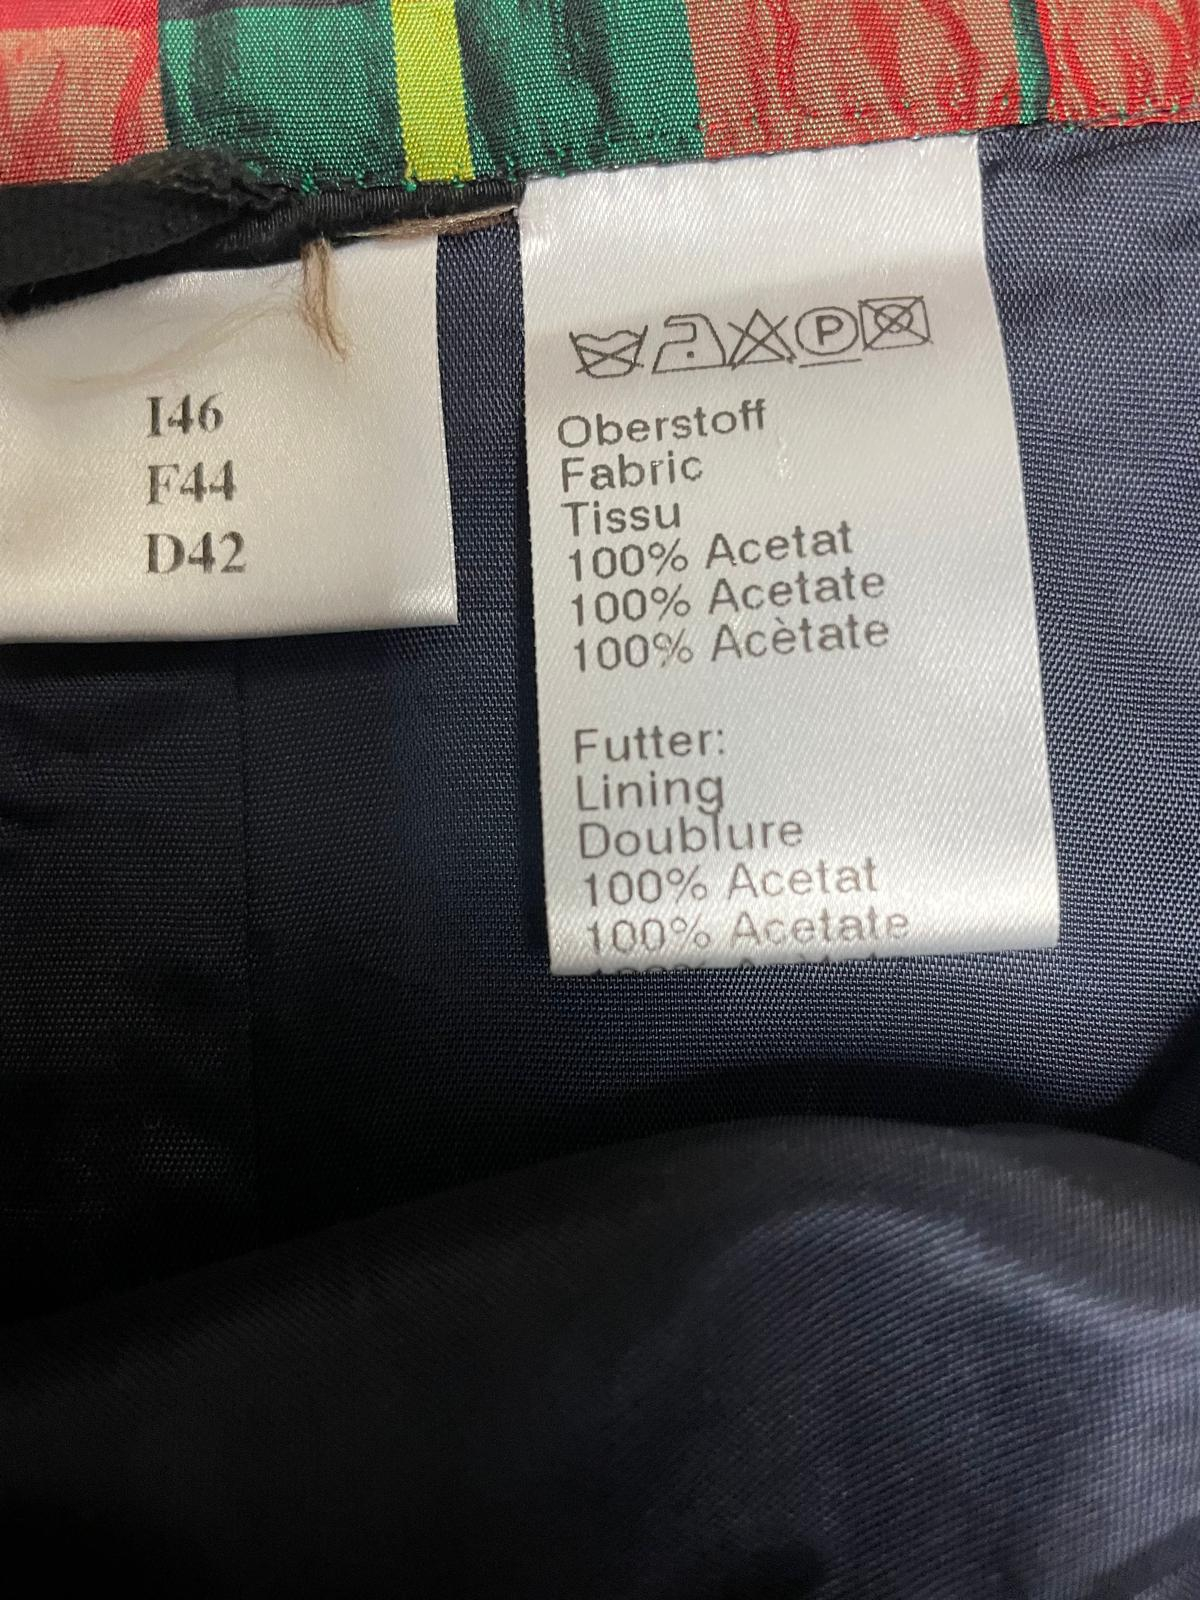 I46
F44
D42
P
Oberstoff
Fabric
Tissu
100% Acetat
100% Acetate
100% Acètate
Futter:
Lining
Doublure
100% Acetat
100% Acetate